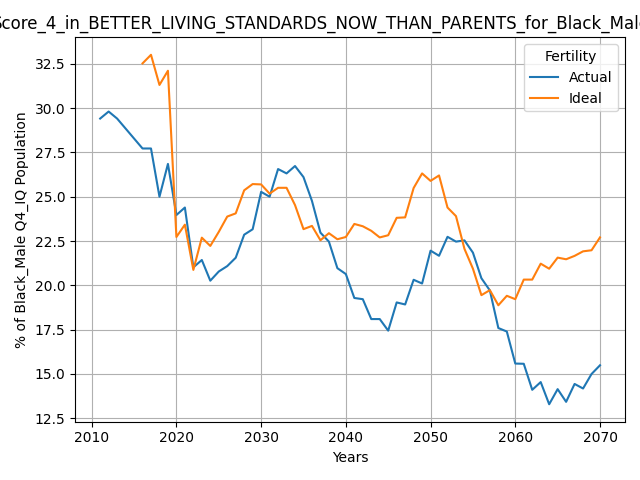 Score_4_in_BETTER_LIVING_STANDARDS_NOW_THAN_PARENTS_for_Black_Male
Fertility
Actual
Ideal
% of Black_Male Q4_IQ Population
32.5
30.0
27.5
25.0
22.5
20.0
17.5
15.0
12.5
2010 2020 2030 2040 2050 2060 2070
Years